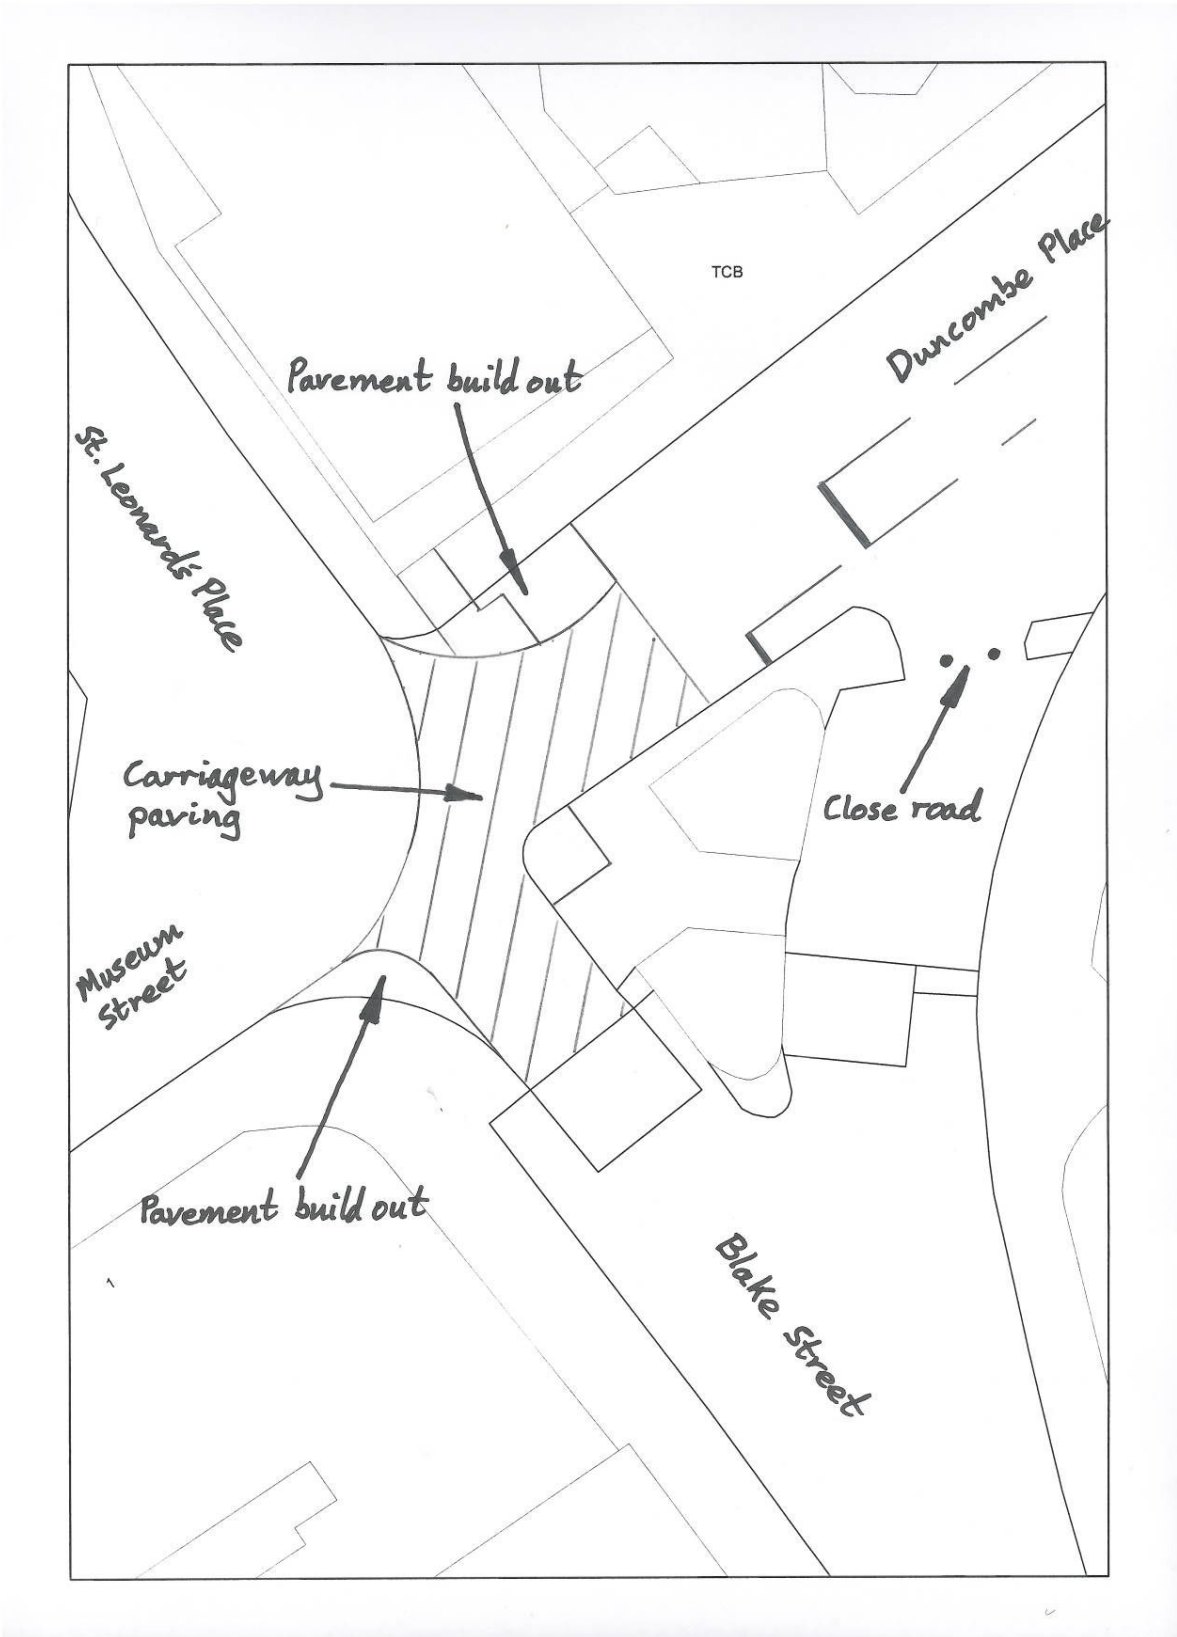 Duncombe Place
TCB
Pavement build out
St. Leonard's Place
Carriageway
paving
Close road
Museum
Street
Pavement build out
1
Blake Street